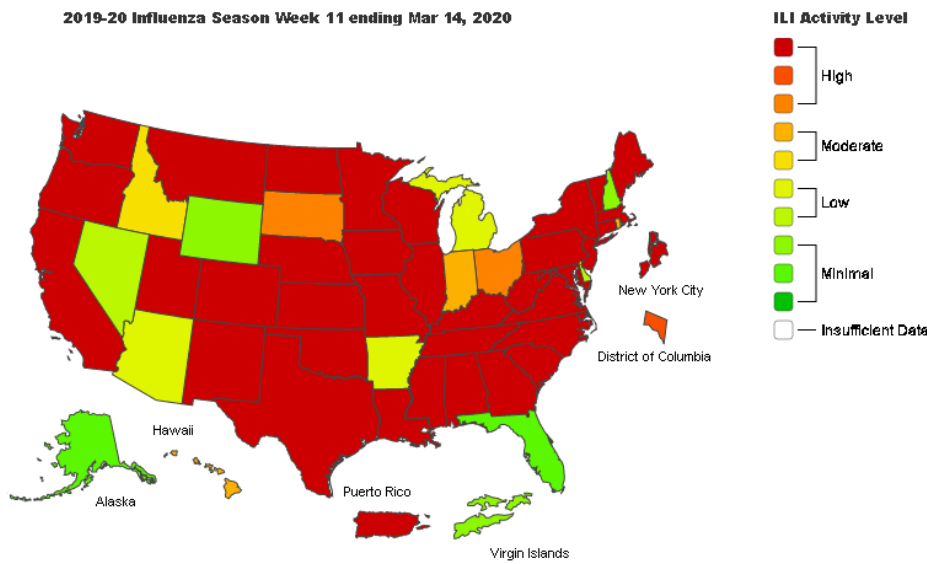 2019-20 Influenza Season Week 11 ending Mar 14, 2020
ILI Activity Level
High
Moderate
Low
Minimal
Insufficient Data
New York City
District of Columbia
Hawaii
Alaska
Puerto Rico
Virgin Islands